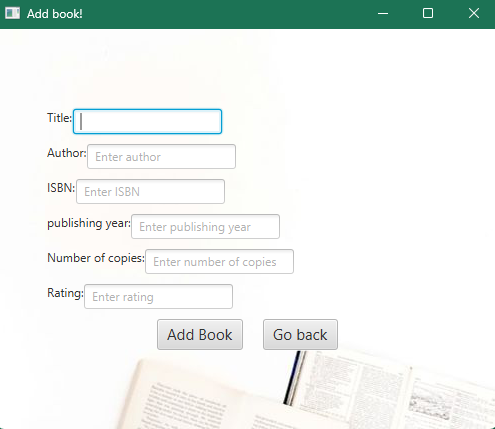 Add book!
Title:
Author: Enter author
ISBN: Enter ISBN
publishing year: Enter publishing year
Number of copies: Enter number of copies
Rating: Enter rating
Add Book Go back